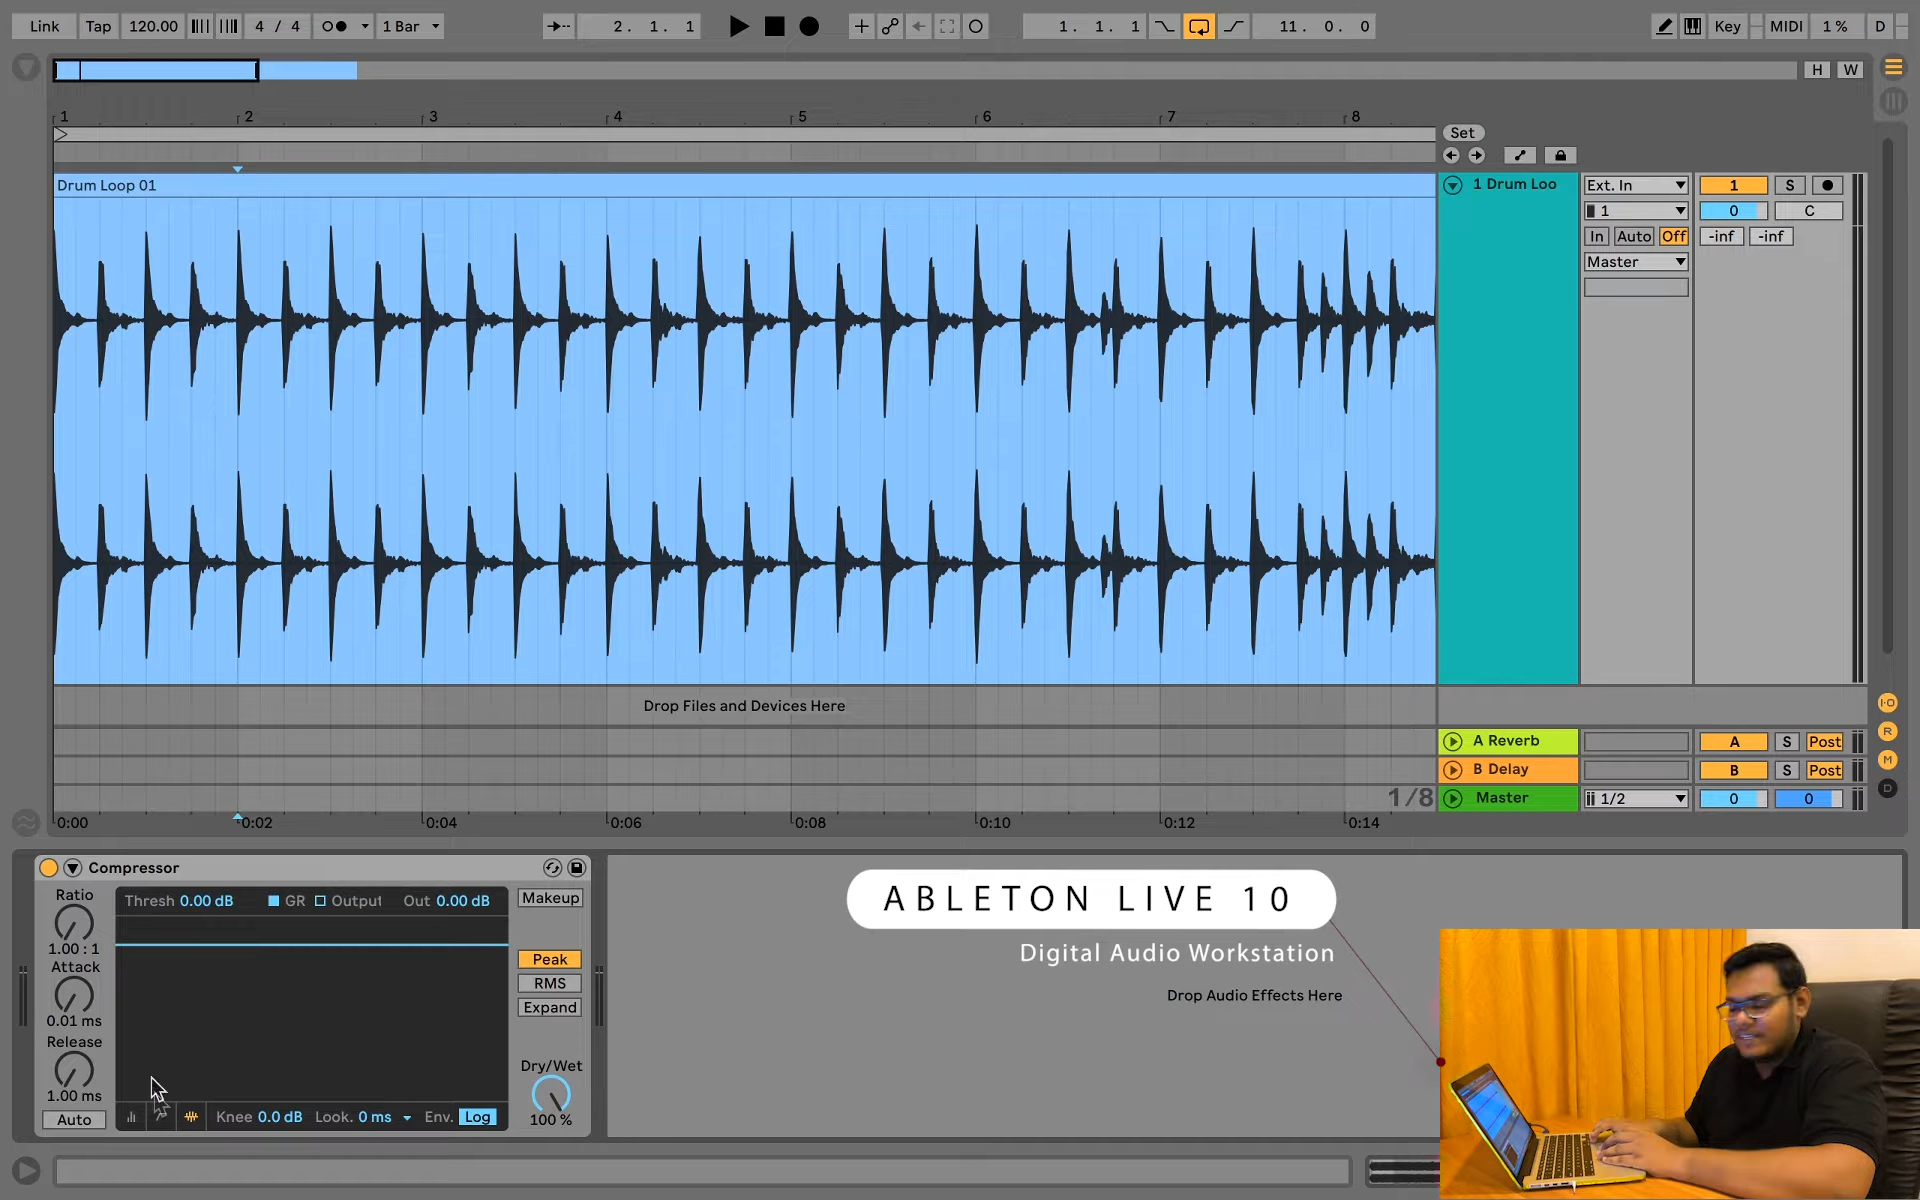 Link Tap 120.00 4 / 4 1 Bar 2. 1. 1 1. 1. 1 11. 0. 0 Key MIDI 1 % D
H W
1 2 3 4 5 6 7 8
Set
Drum Loop 01
1 Drum Loo Ext. In 1 S
1 0 C
In Auto Off -inf -inf
Master
Drop Files and Devices Here
A Reverb A S Post
B Delay B S Post
1/8 Master 1/2 0 0
0:00 0:02 0:04 0:06 0:08 0:10 0:12 0:14
I·O
R
M
D
Compressor
Ratio
1.00 : 1
Attack
0.01 ms
Release
1.00 ms
Auto
Thresh 0.00 dB GR Output Out 0.00 dB
Knee 0.0 dB Look. 0 ms Env. Log
Makeup
Peak
RMS
Expand
Dry/Wet
100 %
ABLETON LIVE 10
Digital Audio Workstation
Drop Audio Effects Here